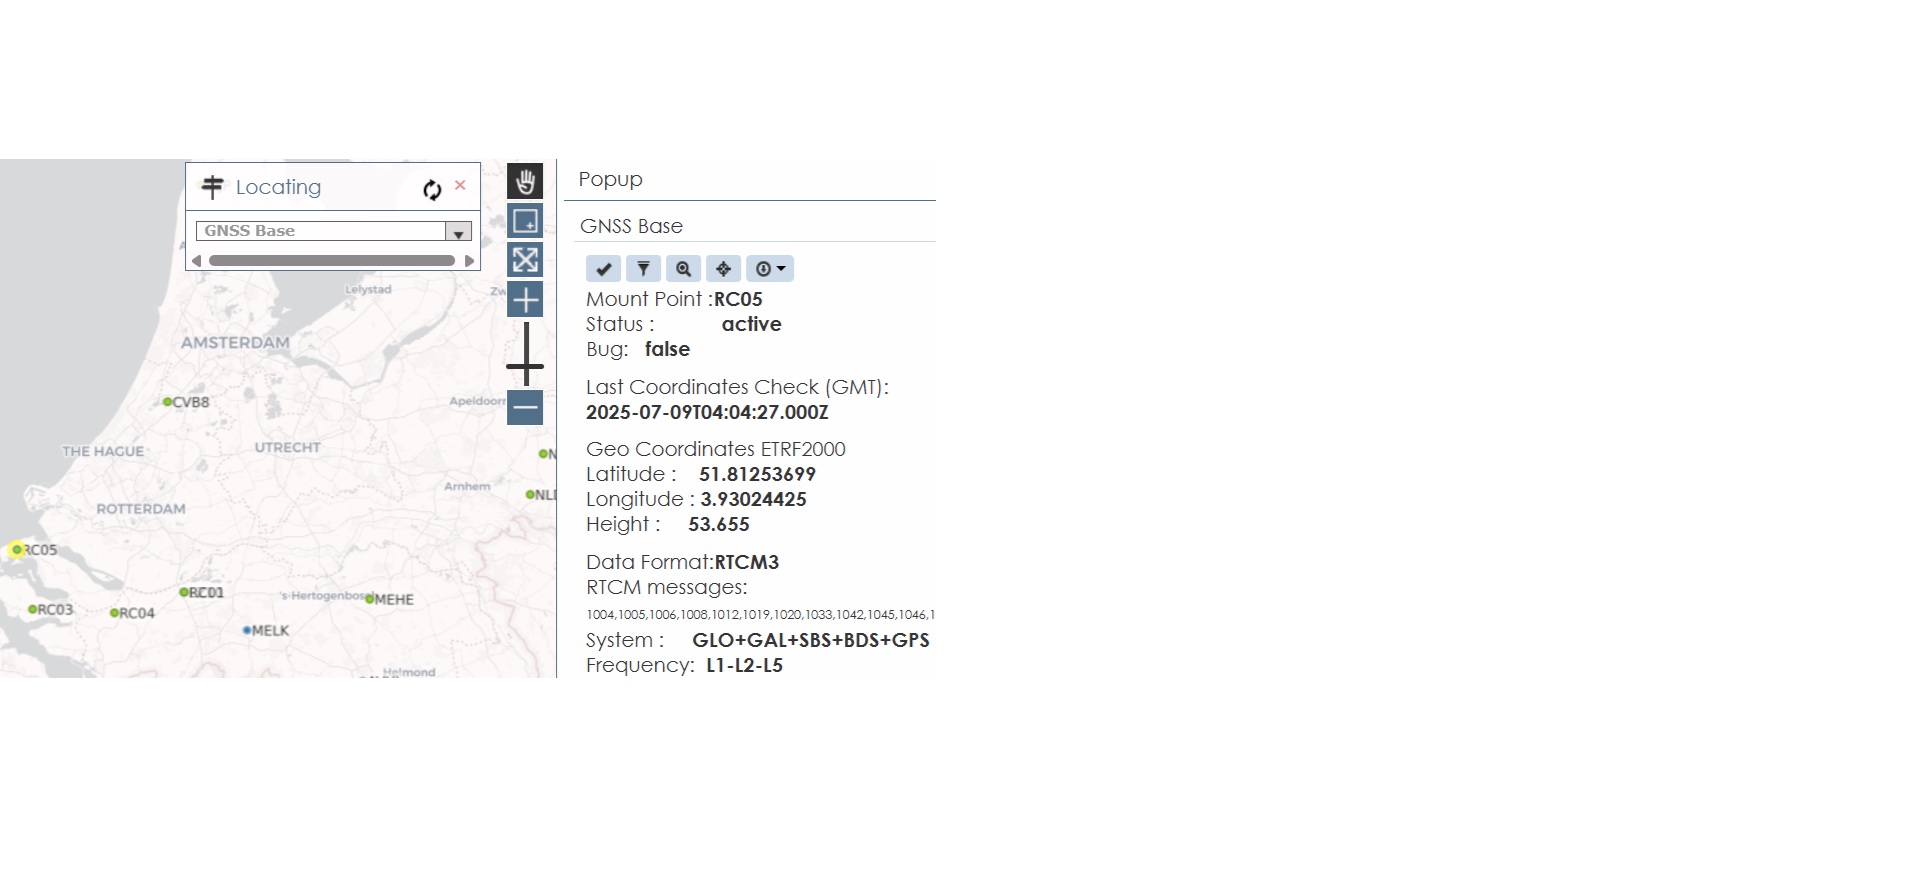 Locating
GNSS Base
Lelystad
AMSTERDAM
CVB8
Apeldoorn
THE HAGUE
UTRECHT
Arnhem
NLI
ROTTERDAM
RC05
RC01
's-Hertogenbos
MEHE
RC03
RC04
MELK
Helmond
Popup
GNSS Base
Mount Point :RC05
Status : active
Bug: false
Last Coordinates Check (GMT):
2025-07-09T04:04:27.000Z
Geo Coordinates ETRF2000
Latitude : 51.81253699
Longitude : 3.93024425
Height : 53.655
Data Format:RTCM3
RTCM messages:
1004,1005,1006,1008,1012,1019,1020,1033,1042,1045,1046,1
System : GLO+GAL+SBS+BDS+GPS
Frequency: L1-L2-L5